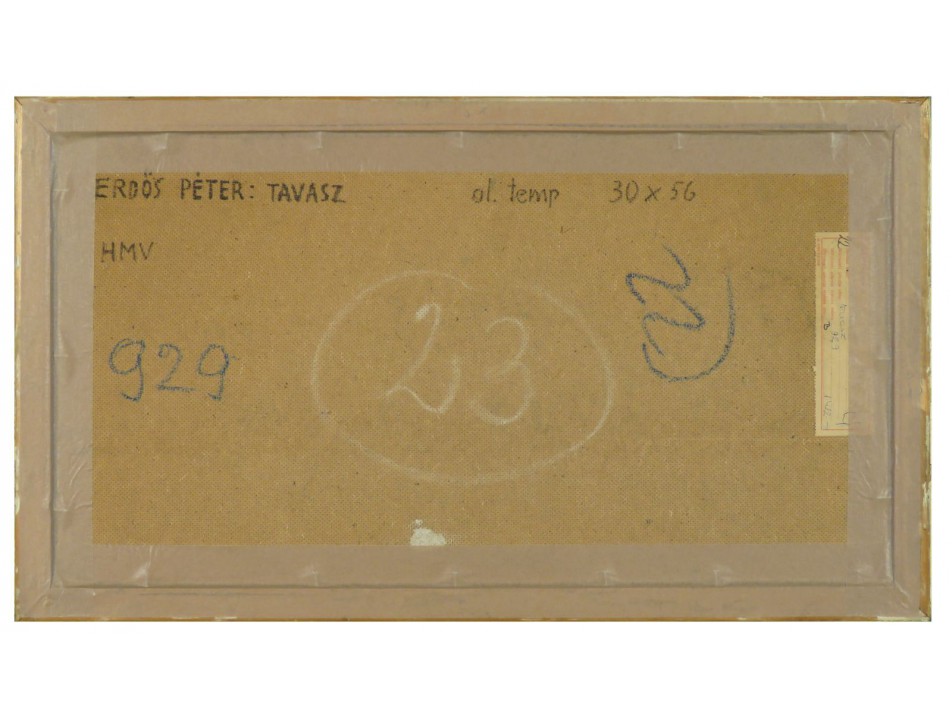 ERDŐS PÉTER: TAVASZ ol. temp 30 x 56
HMV
929
23